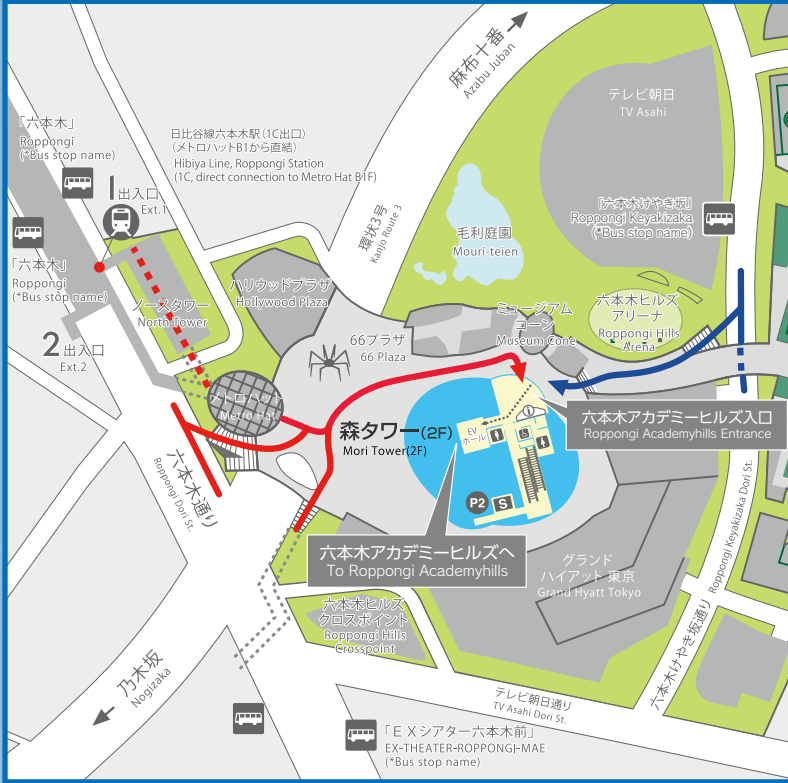 麻布十番
Azabu Juban
テレビ朝日
TV Asahi
「六本木」
Roppongi
(*Bus stop name)
日比谷線六本木駅(1C出口)
(メトロハットB1から直結)
Hibiya Line, Roppongi Station
(1C, direct connection to Metro Hat B1F)
1出入口
Ext.1
「六本木」
Roppongi
(*Bus stop name)
2出入口
Ext.2
ノースタワー
North Tower
ハリウッドプラザ
Hollywood Plaza
環状3号
Kanjo Route 3
毛利庭園
Mouri-teien
「六本木けやき坂」
Roppongi Keyakizaka
(*Bus stop name)
六本木ヒルズ
アリーナ
Roppongi Hills
Arena
ミュージアム
コーン
Museum Cone
66プラザ
66 Plaza
メトロハット
Metro Hat
森タワー(2F)
Mori Tower(2F)
EV
ホール
P2
S
六本木アカデミーヒルズ入口
Roppongi Academyhills Entrance
六本木通り
Roppongi Dori St.
六本木アカデミーヒルズへ
To Roppongi Academyhills
グランド
ハイアット 東京
Grand Hyatt Tokyo
六本木ヒルズ
クロスポイント
Roppongi Hills
Crosspoint
六本木けやき坂通り
Roppongi Keyakizaka Dori St.
乃木坂
Nogizaka
テレビ朝日通り
TV Asahi Dori St.
「EXシアター六本木前」
EX-THEATER-ROPPONGI-MAE
(*Bus stop name)